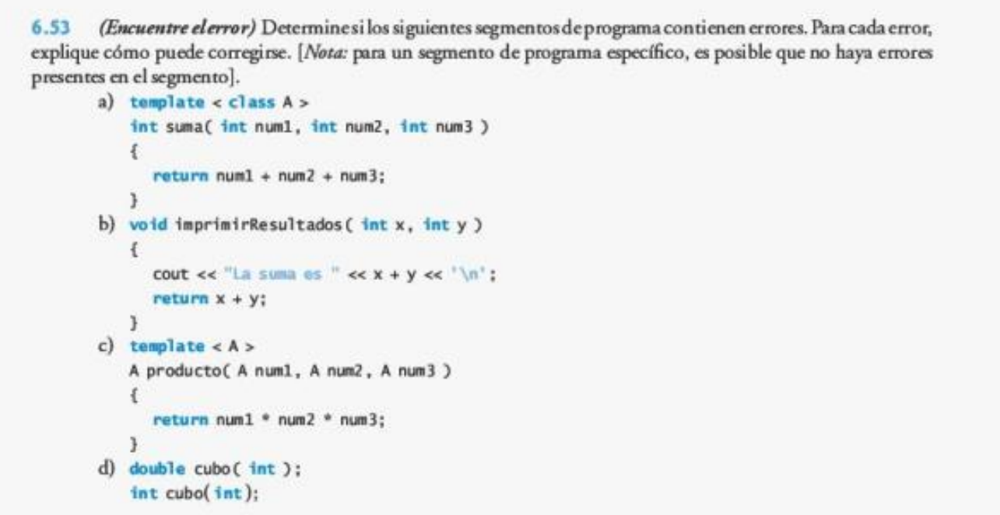 6.53 (Encuentre el error) Determine si los siguientes segmentos de programa contienen errores. Para cada error,
explique cómo puede corregirse. [Nota: para un segmento de programa específico, es posible que no haya errores
presentes en el segmento].
a) template < class A >
int suma( int num1, int num2, int num3 )
{
return num1 + num2 + num3;
}
b) void imprimirResultados( int x, int y )
{
cout << "La suma es " << x + y << '\n';
return x + y;
}
c) template < A >
A producto( A num1, A num2, A num3 )
{
return num1 * num2 * num3;
}
d) double cubo( int );
int cubo( int );